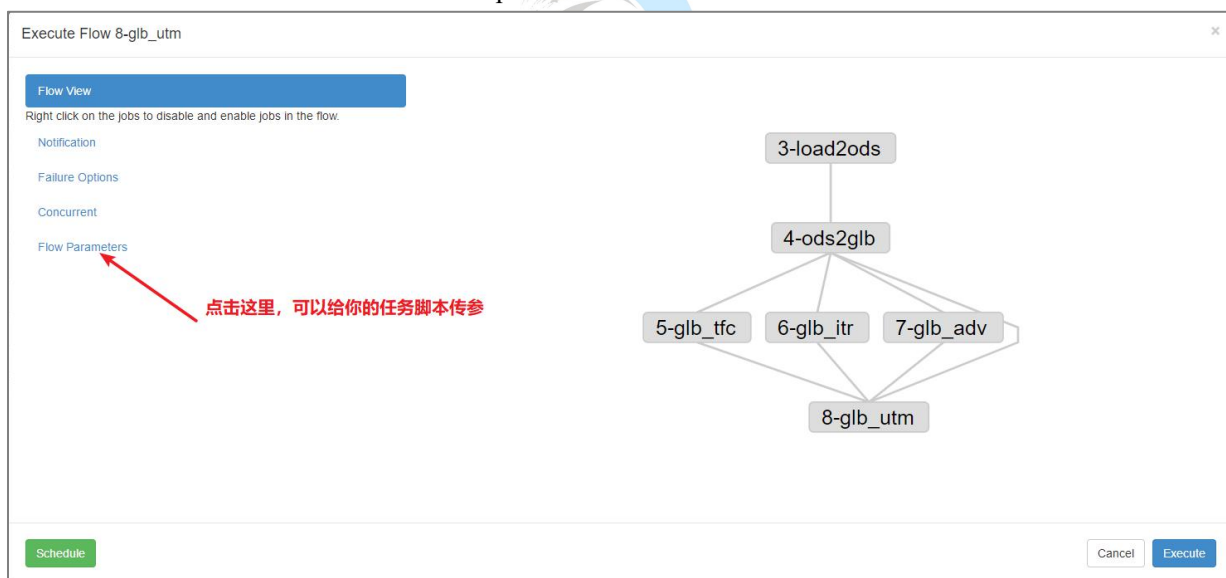 Execute Flow 8-glb_utm
×
Flow View
Right click on the jobs to disable and enable jobs in the flow.
Notification
Failure Options
Concurrent
Flow Parameters
点击这里，可以给你的任务脚本传参
3-load2ods
4-ods2glb
5-glb_tfc
6-glb_itr
7-glb_adv
8-glb_utm
Schedule
Cancel
Execute